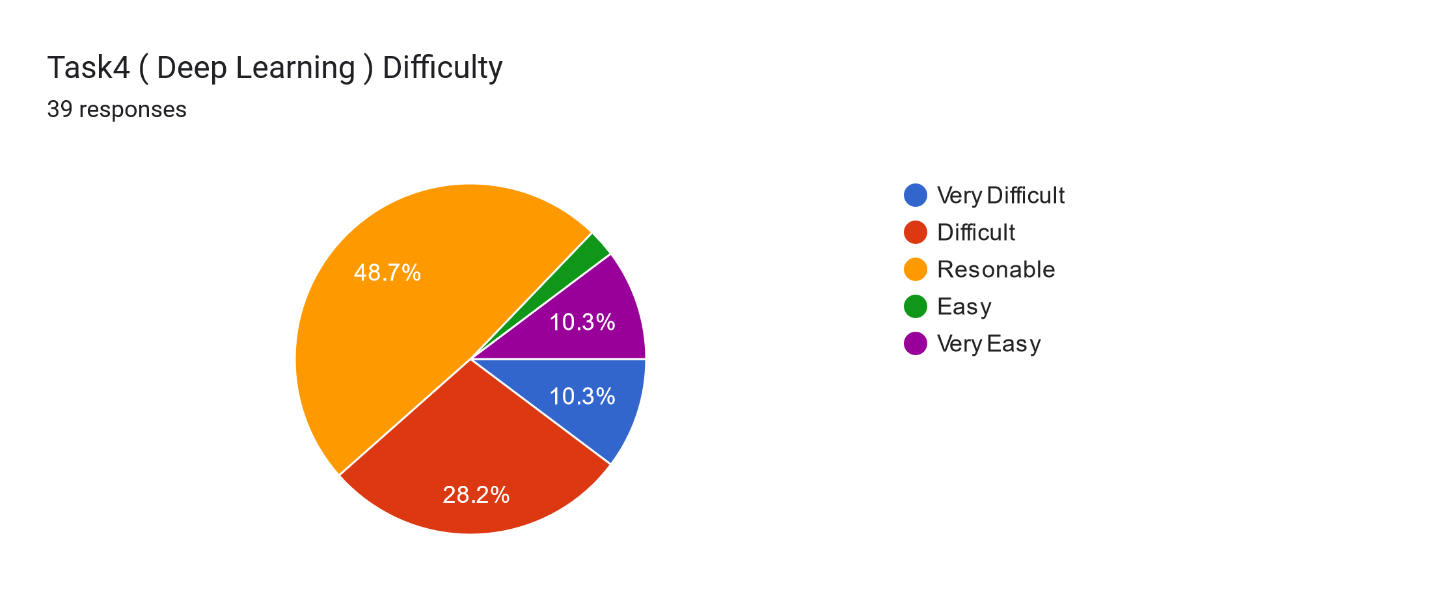 Task4 ( Deep Learning ) Difficulty
39 responses
48.7%
10.3%
10.3%
28.2%
Very Difficult
Difficult
Resonable
Easy
Very Easy